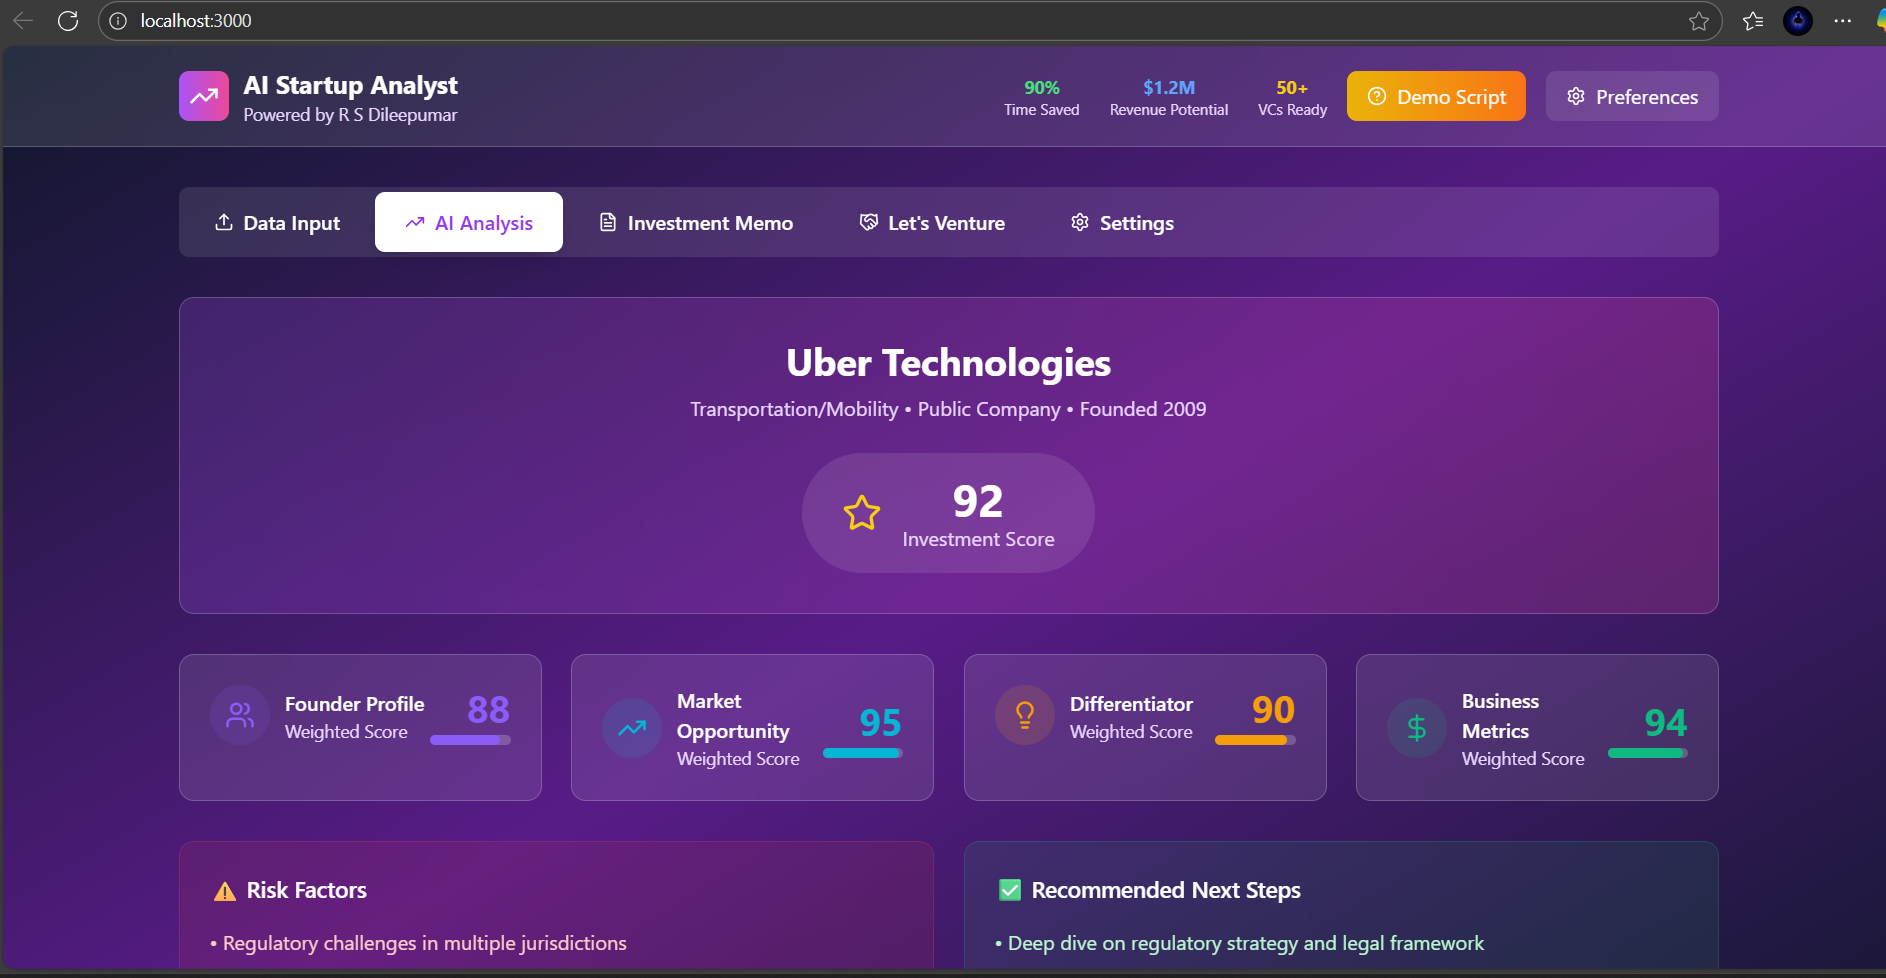 localhost:3000
AI Startup Analyst
Powered by R S Dileepumar
90%
Time Saved
$1.2M
Revenue Potential
50+
VCs Ready
Demo Script
Preferences
Data Input
AI Analysis
Investment Memo
Let's Venture
Settings
Uber Technologies
Transportation/Mobility • Public Company • Founded 2009
92
Investment Score
Founder Profile
Weighted Score
88
Market
Opportunity
Weighted Score
95
Differentiator
Weighted Score
90
Business
Metrics
Weighted Score
94
Risk Factors
• Regulatory challenges in multiple jurisdictions
Recommended Next Steps
• Deep dive on regulatory strategy and legal framework